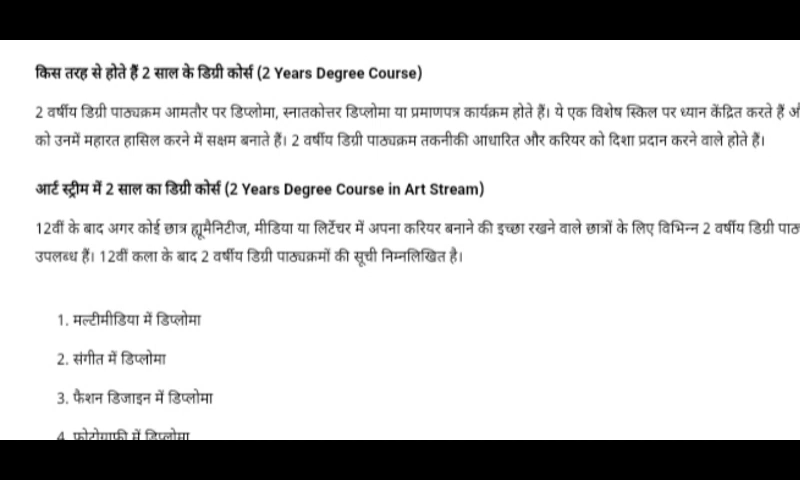 किस तरह से होते हैं 2 साल के डिग्री कोर्स (2 Years Degree Course)
2 वर्षीय डिग्री पाठ्यक्रम आमतौर पर डिप्लोमा, स्नातकोत्तर डिप्लोमा या प्रमाणपत्र कार्यक्रम होते हैं। ये एक विशेष स्किल पर ध्यान केंद्रित करते हैं
को उनमें महारत हासिल करने में सक्षम बनाते हैं। 2 वर्षीय डिग्री पाठ्यक्रम तकनीकी आधारित और करियर को दिशा प्रदान करने वाले होते हैं।
आर्ट स्ट्रीम में 2 साल का डिग्री कोर्स (2 Years Degree Course in Art Stream)
12वीं के बाद अगर कोई छात्र ह्यूमैनिटीज, मीडिया या लिटरेचर में अपना करियर बनाने की इच्छा रखने वाले छात्रों के लिए विभिन्न 2 वर्षीय डिग्री
उपलब्ध हैं। 12वीं कला के बाद 2 वर्षीय डिग्री पाठ्यक्रमों की सूची निम्नलिखित है।
1. मल्टीमीडिया में डिप्लोमा
2. संगीत में डिप्लोमा
3. फैशन डिजाइन में डिप्लोमा
4. फोटोग्राफी में डिप्लोमा